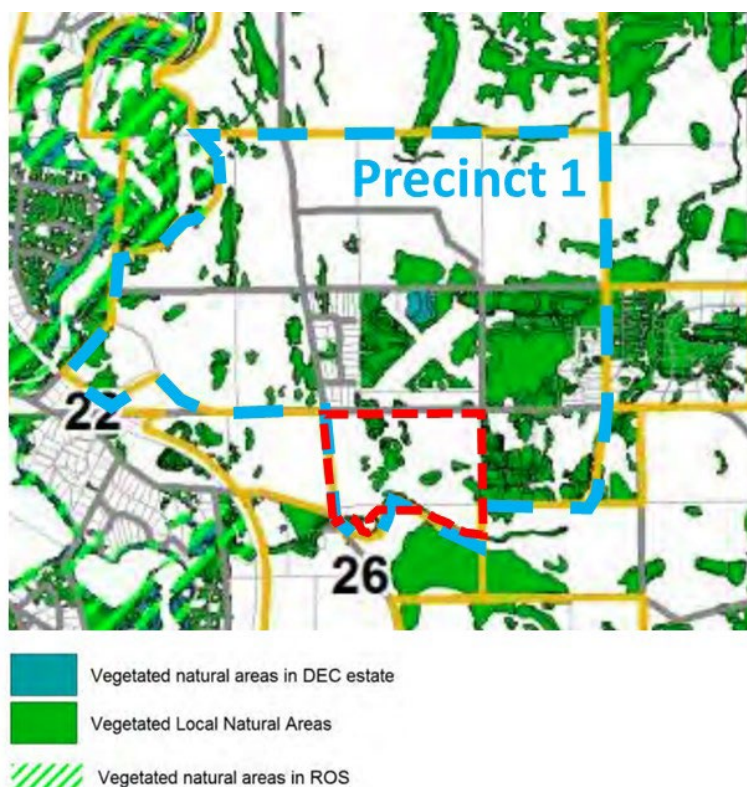 Precinct 1
22
26
Vegetated natural areas in DEC estate
Vegetated Local Natural Areas
Vegetated natural areas in ROS